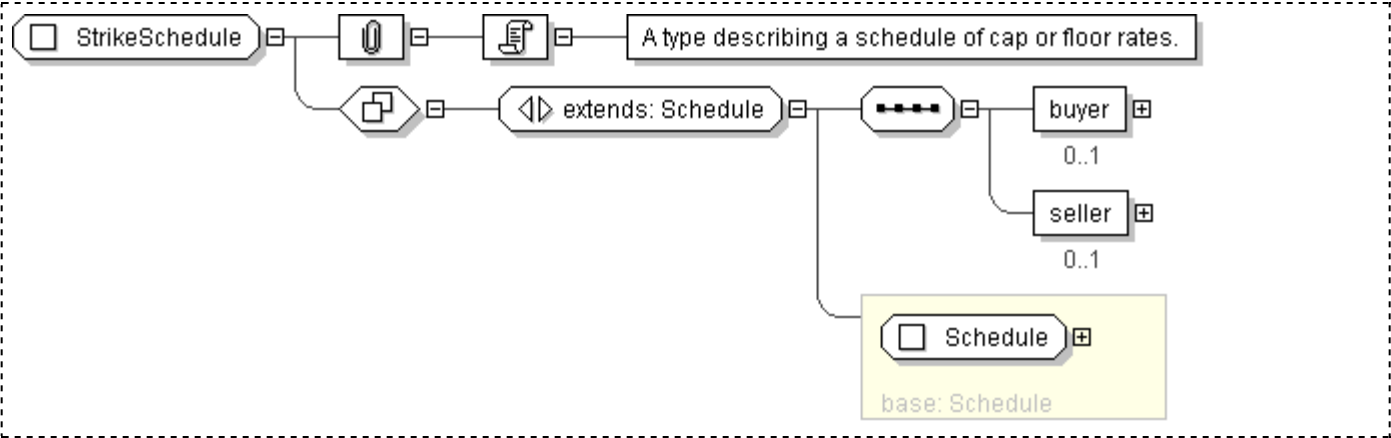 StrikeSchedule
A type describing a schedule of cap or floor rates.
extends: Schedule
buyer
0..1
seller
0..1
Schedule
base: Schedule